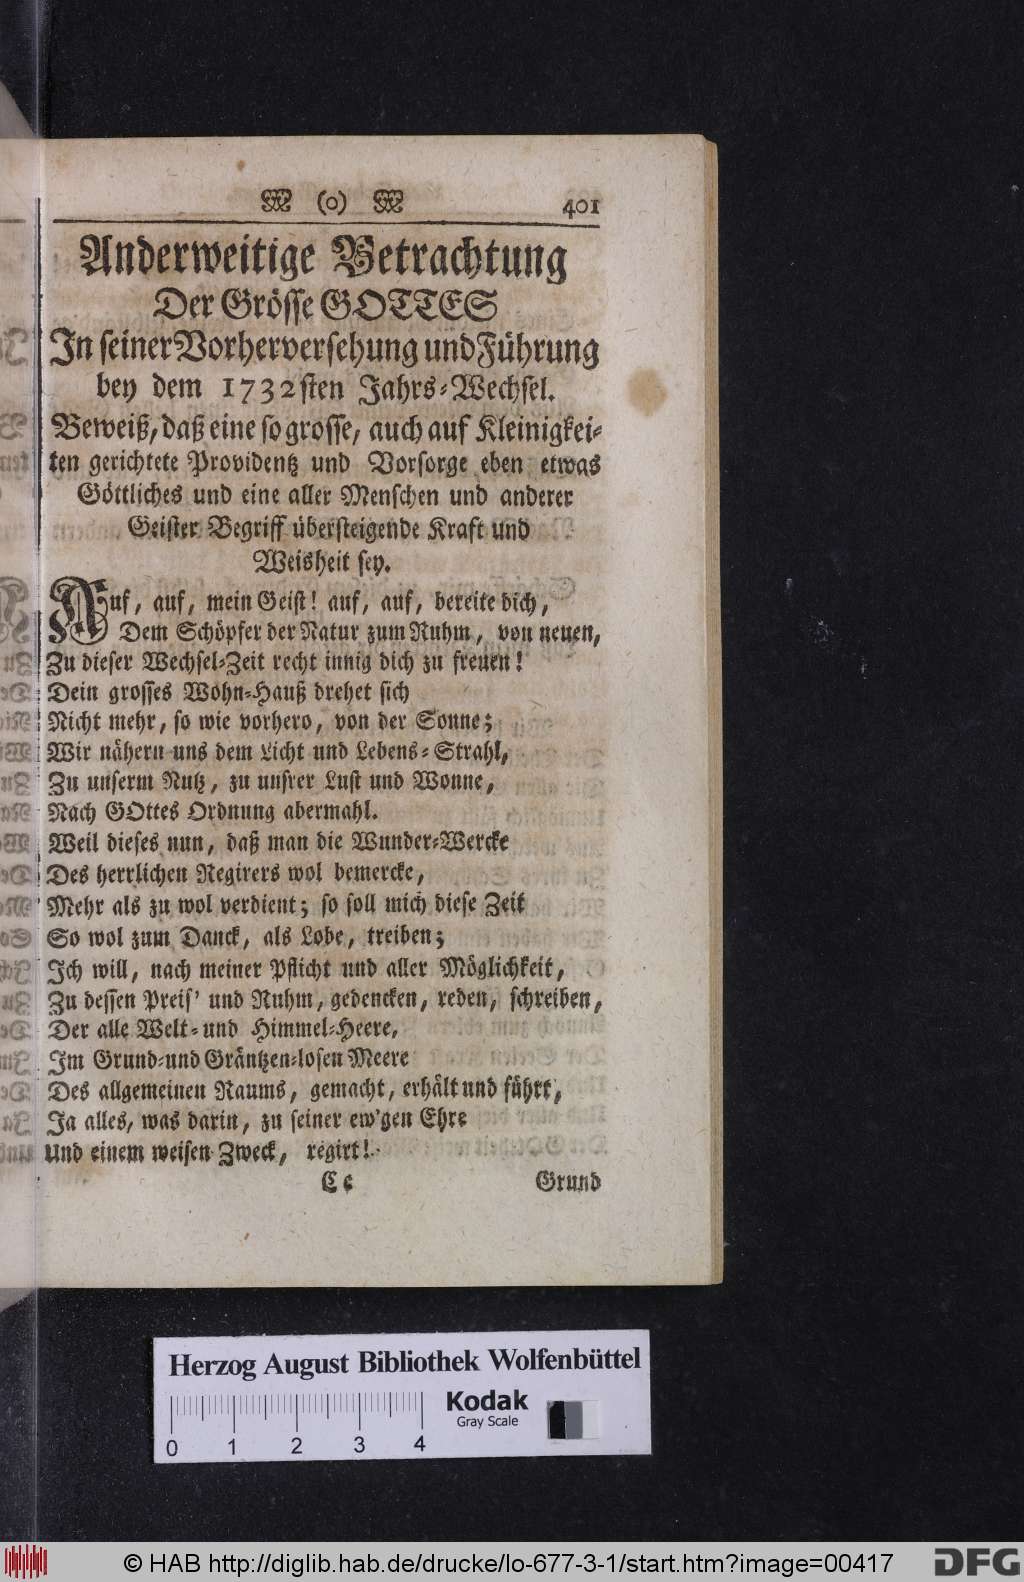 (o) 401
Anderweitige Betrachtung
Der Grösse GOTTES
In seiner Vorherversehung und Führung
bey dem 1732sten Jahrs-Wechsel.
Beweiß, daß eine so grosse, auch auf Kleinigkei-
ten gerichtete Providentz und Vorsorge eben etwas
Göttliches und eine aller Menschen und anderer
Geister Begriff übersteigende Kraft und
Weisheit sey.
Auf, auf, mein Geist! auf, auf, bereite dich,
Dem Schöpfer der Natur zum Ruhm, von neuen,
Zu dieser Wechsel-Zeit recht innig dich zu freuen!
Dein grosses Wohn-Hauß drehet sich
Nicht mehr, so wie vorhero, von der Sonne;
Wir nähern uns dem Licht und Lebens-Strahl,
Zu unserm Nutz, zu unsrer Lust und Wonne,
Nach GOttes Ordnung abermahl.
Weil dieses nun, daß man die Wunder-Wercke
Des herrlichen Regirers wol bemercke,
Mehr als zu wol verdient; so soll mich diese Zeit
So wol zum Danck, als Lobe, treiben;
Ich will, nach meiner Pflicht und aller Möglichkeit,
Zu dessen Preis' und Ruhm, gedencken, reden, schreiben,
Der alle Welt- und Himmel-Heere,
Im Grund- und Gräntzen-losen Meere
Des allgemeinen Raums, gemacht, erhält und führt,
Ja alles, was darin, zu seiner ew'gen Ehre
Und einem weisen Zweck, regirt!
Cc Grund
Herzog August Bibliothek Wolfenbüttel
Kodak
Gray Scale
0 1 2 3 4
© HAB http://diglib.hab.de/drucke/lo-677-3-1/start.htm?image=00417
DFG